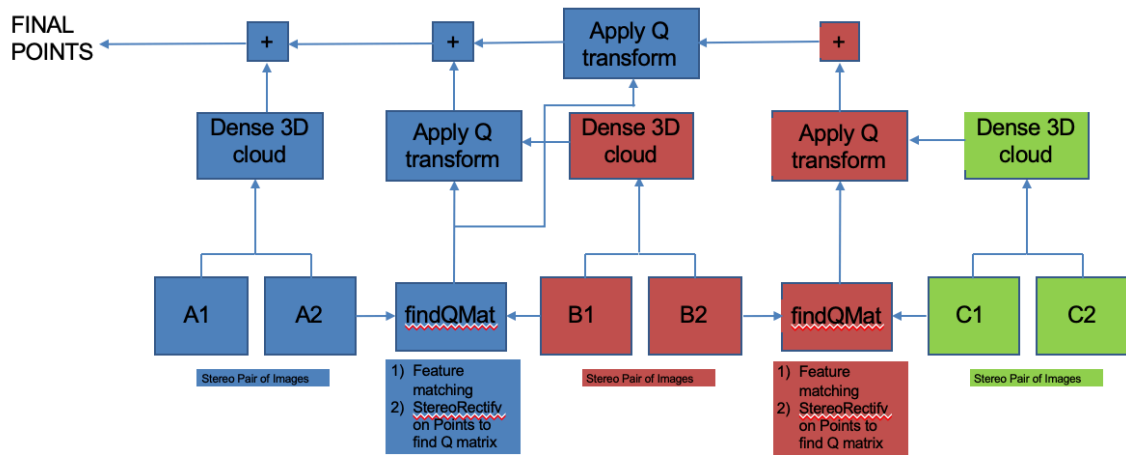 FINAL
POINTS
+
+
Apply Q
transform
+
Dense 3D
cloud
Apply Q
transform
Dense 3D
cloud
Apply Q
transform
Dense 3D
cloud
A1
A2
findQMat
B1
B2
findQMat
C1
C2
Stereo Pair of Images
1) Feature
matching
2) StereoRectify
on Points to
find Q matrix
Stereo Pair of Images
1) Feature
matching
2) StereoRectify
on Points to
find Q matrix
Stereo Pair of Images